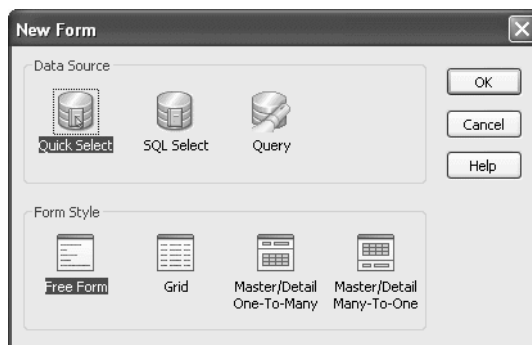 New Form
Data Source
Quick Select
SQL Select
Query
OK
Cancel
Help
Form Style
Free Form
Grid
Master/Detail
One-To-Many
Master/Detail
Many-To-One